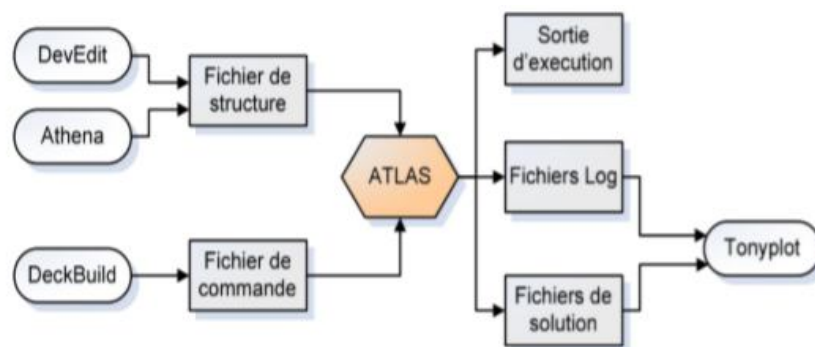 DevEdit
Athena
Fichier de
structure
DeckBuild
Fichier de
commande
ATLAS
Sortie
d'execution
Fichiers Log
Fichiers de
solution
Tonyplot